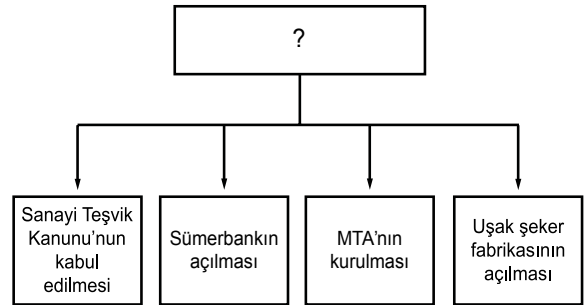 ?
Sanayi Teşvik
Kanunu’nun
kabul
edilmesi
Sümerbankın
açılması
MTA’nın
kurulması
Uşak şeker
fabrikasının
açılması